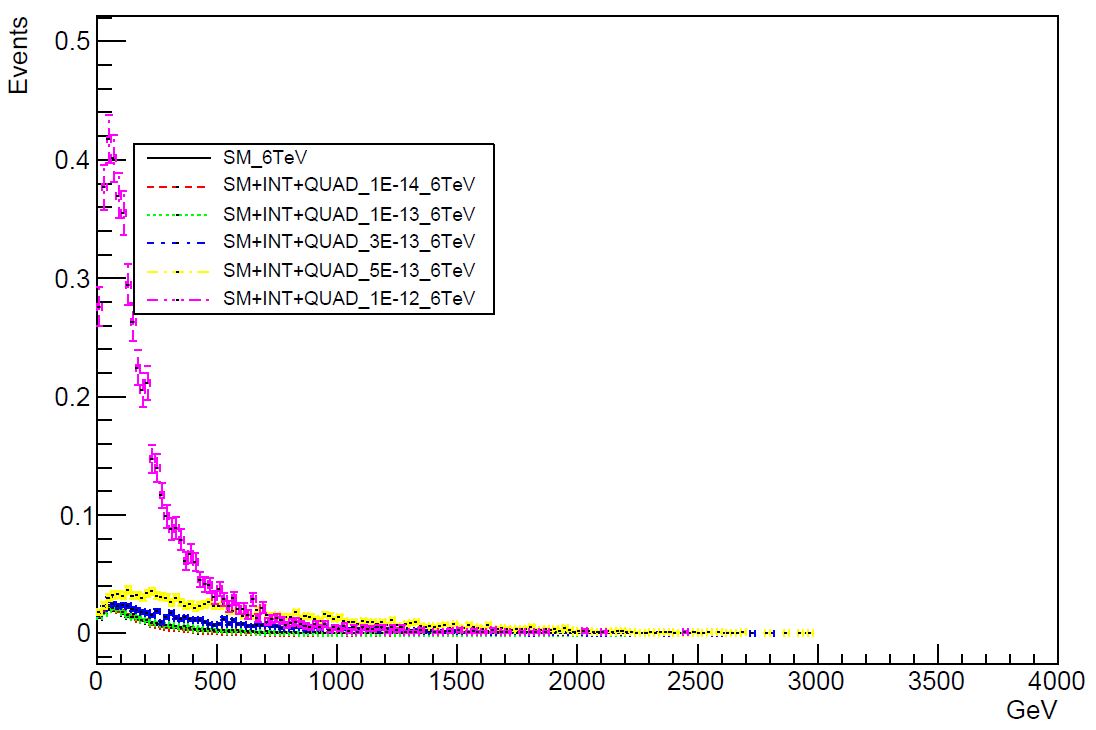 Events
0.5
0.4
0.3
0.2
0.1
0
SM_6TeV
SM+INT+QUAD_1E-14_6TeV
SM+INT+QUAD_1E-13_6TeV
SM+INT+QUAD_3E-13_6TeV
SM+INT+QUAD_5E-13_6TeV
SM+INT+QUAD_1E-12_6TeV
0 500 1000 1500 2000 2500 3000 3500 4000
GeV